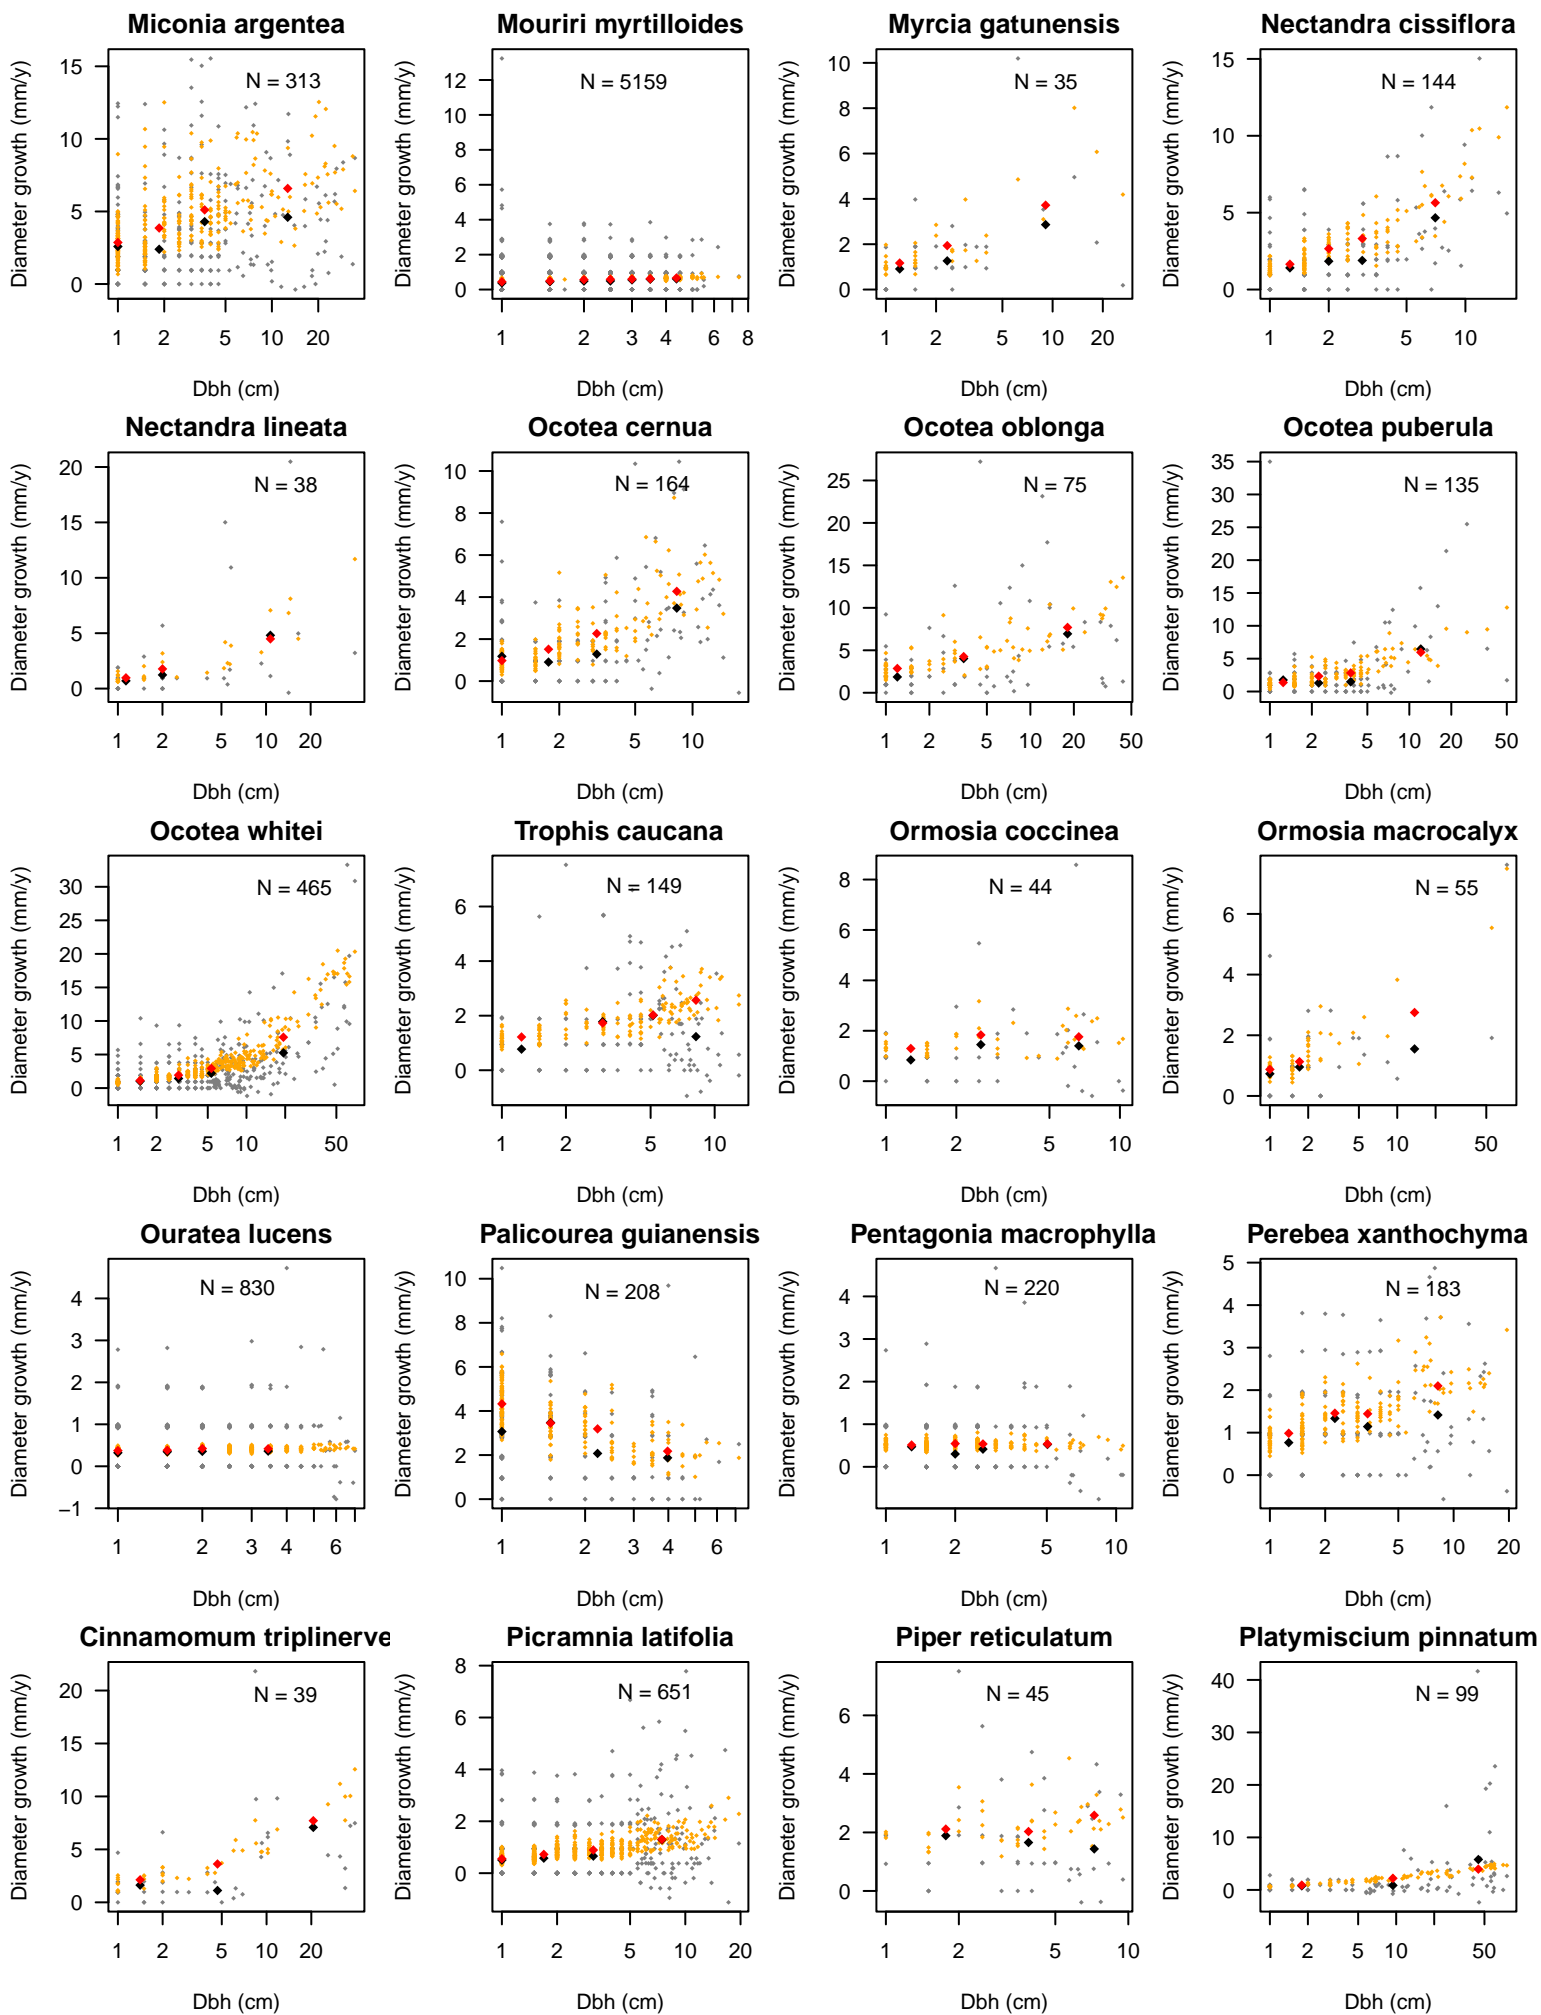 Miconia argentea
N = 313
Diameter growth (mm/y)
0 5 10 15
1 2 5 10 20
Dbh (cm)
Mouriri myrtilloides
N = 5159
Diameter growth (mm/y)
0 2 4 6 8 10 12
1 2 3 4 6 8
Dbh (cm)
Myrcia gatunensis
N = 35
Diameter growth (mm/y)
0 2 4 6 8 10
1 2 5 10 20
Dbh (cm)
Nectandra cissiflora
N = 144
Diameter growth (mm/y)
0 5 10 15
1 2 5 10
Dbh (cm)
Nectandra lineata
N = 38
Diameter growth (mm/y)
0 5 10 15 20
1 2 5 10 20
Dbh (cm)
Ocotea cernua
N = 164
Diameter growth (mm/y)
0 2 4 6 8 10
1 2 5 10
Dbh (cm)
Ocotea oblonga
N = 75
Diameter growth (mm/y)
0 5 10 15 20 25
1 2 5 10 20 50
Dbh (cm)
Ocotea puberula
N = 135
Diameter growth (mm/y)
0 5 10 15 20 25 30 35
1 2 5 10 20 50
Dbh (cm)
Ocotea whitei
N = 465
Diameter growth (mm/y)
0 5 10 15 20 25 30
1 2 5 10 50
Dbh (cm)
Trophis caucana
N = 149
Diameter growth (mm/y)
0 2 4 6
1 2 5 10
Dbh (cm)
Ormosia coccinea
N = 44
Diameter growth (mm/y)
0 2 4 6 8
1 2 5 10
Dbh (cm)
Ormosia macrocalyx
N = 55
Diameter growth (mm/y)
0 2 4 6
1 2 5 10 50
Dbh (cm)
Ouratea lucens
N = 830
Diameter growth (mm/y)
−1 0 1 2 3 4
1 2 3 4 6
Dbh (cm)
Palicourea guianensis
N = 208
Diameter growth (mm/y)
0 2 4 6 8 10
1 2 3 4 6
Dbh (cm)
Pentagonia macrophylla
N = 220
Diameter growth (mm/y)
0 1 2 3 4
1 2 5 10
Dbh (cm)
Perebea xanthochyma
N = 183
Diameter growth (mm/y)
0 1 2 3 4 5
1 2 5 10 20
Dbh (cm)
Cinnamomum triplinerve
N = 39
Diameter growth (mm/y)
0 5 10 15 20
1 2 5 10 20
Dbh (cm)
Picramnia latifolia
N = 651
Diameter growth (mm/y)
0 2 4 6 8
1 2 5 10 20
Dbh (cm)
Piper reticulatum
N = 45
Diameter growth (mm/y)
0 2 4 6
1 2 5 10
Dbh (cm)
Platymiscium pinnatum
N = 99
Diameter growth (mm/y)
0 10 20 30 40
1 2 5 10 50
Dbh (cm)